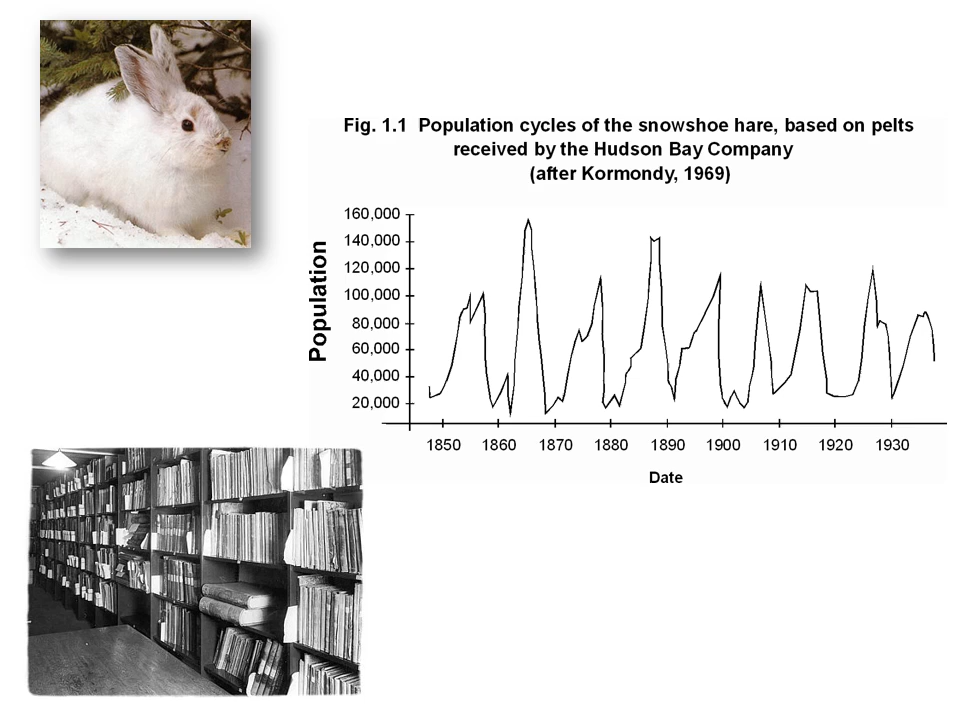 Fig. 1.1  Population cycles of the snowshoe hare, based on pelts
received by the Hudson Bay Company
(after Kormondy, 1969)
Population
160,000
140,000
120,000
100,000
80,000
60,000
40,000
20,000
1850 1860 1870 1880 1890 1900 1910 1920 1930
Date